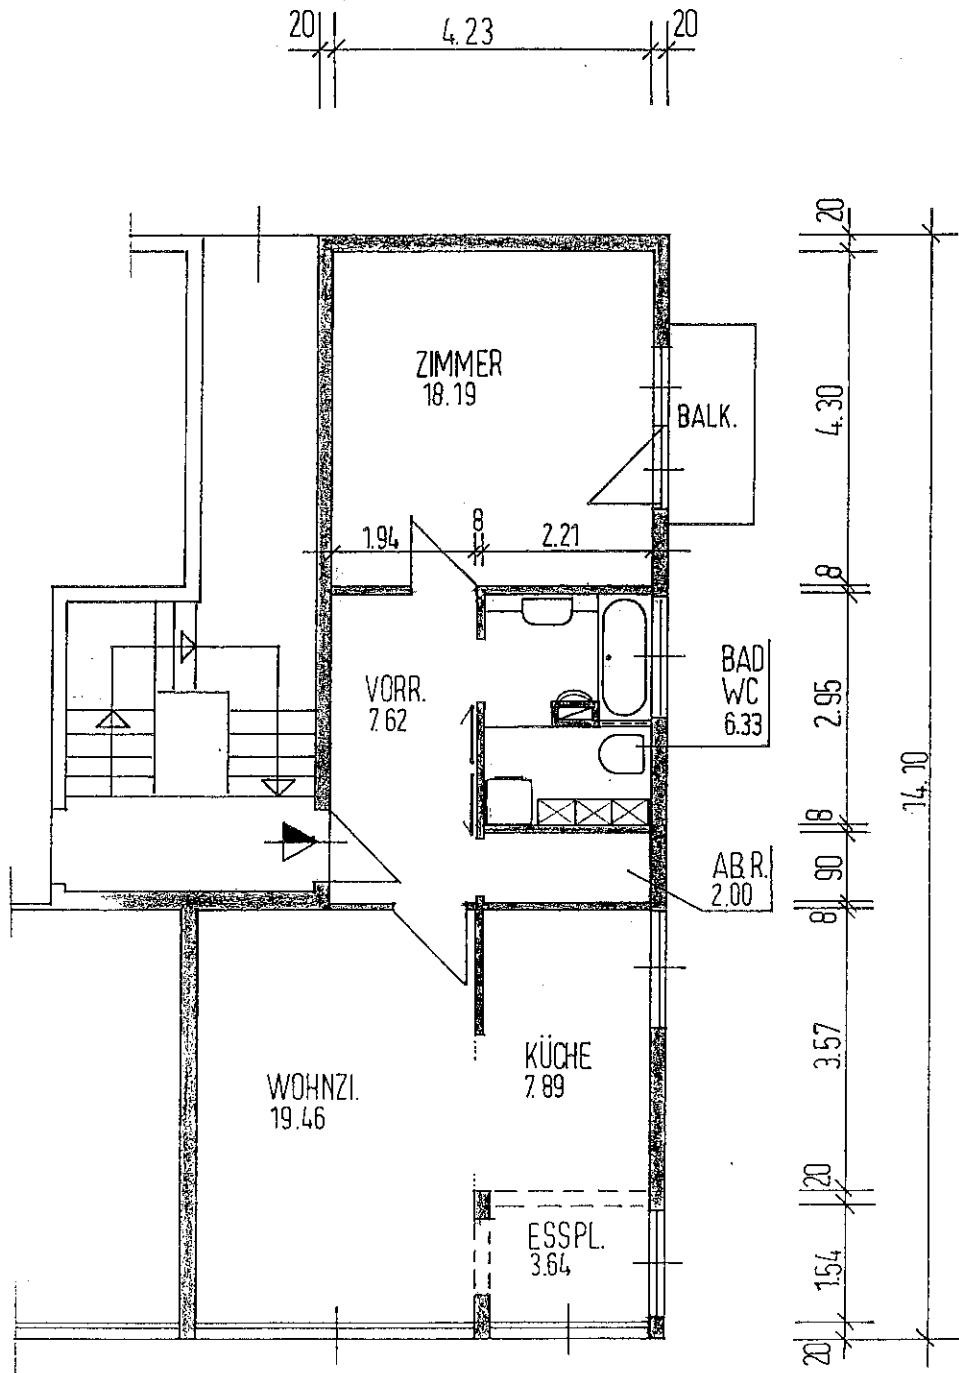 20
4.23
20
20
ZIMMER
18.19
4.30
BALK.
1.94
8
2.21
8
VORR.
7.62
BAD
WC
6.33
2.95
14.10
8
AB.R.
2.00
90
8
KÜCHE
7.89
3.57
WOHNZI.
19.46
20
ESSPL.
3.64
1.54
20